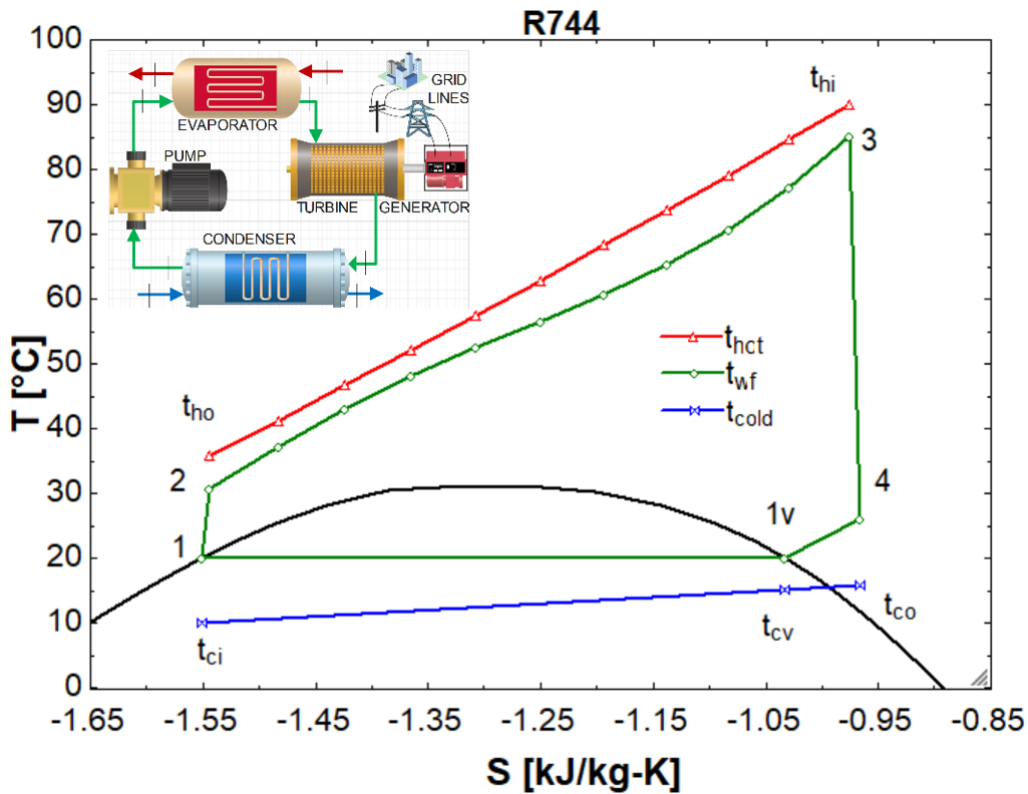 R744
100
90
80
70
60
50
40
30
20
10
0
T [°C]
EVAPORATOR
GRID
LINES
PUMP
TURBINE
GENERATOR
CONDENSER
thi
3
tho
2
1
1v
4
thct
twf
tcold
tci
tcv
tco
-1.65
-1.55
-1.45
-1.35
-1.25
-1.15
-1.05
-0.95
-0.85
S [kJ/kg-K]